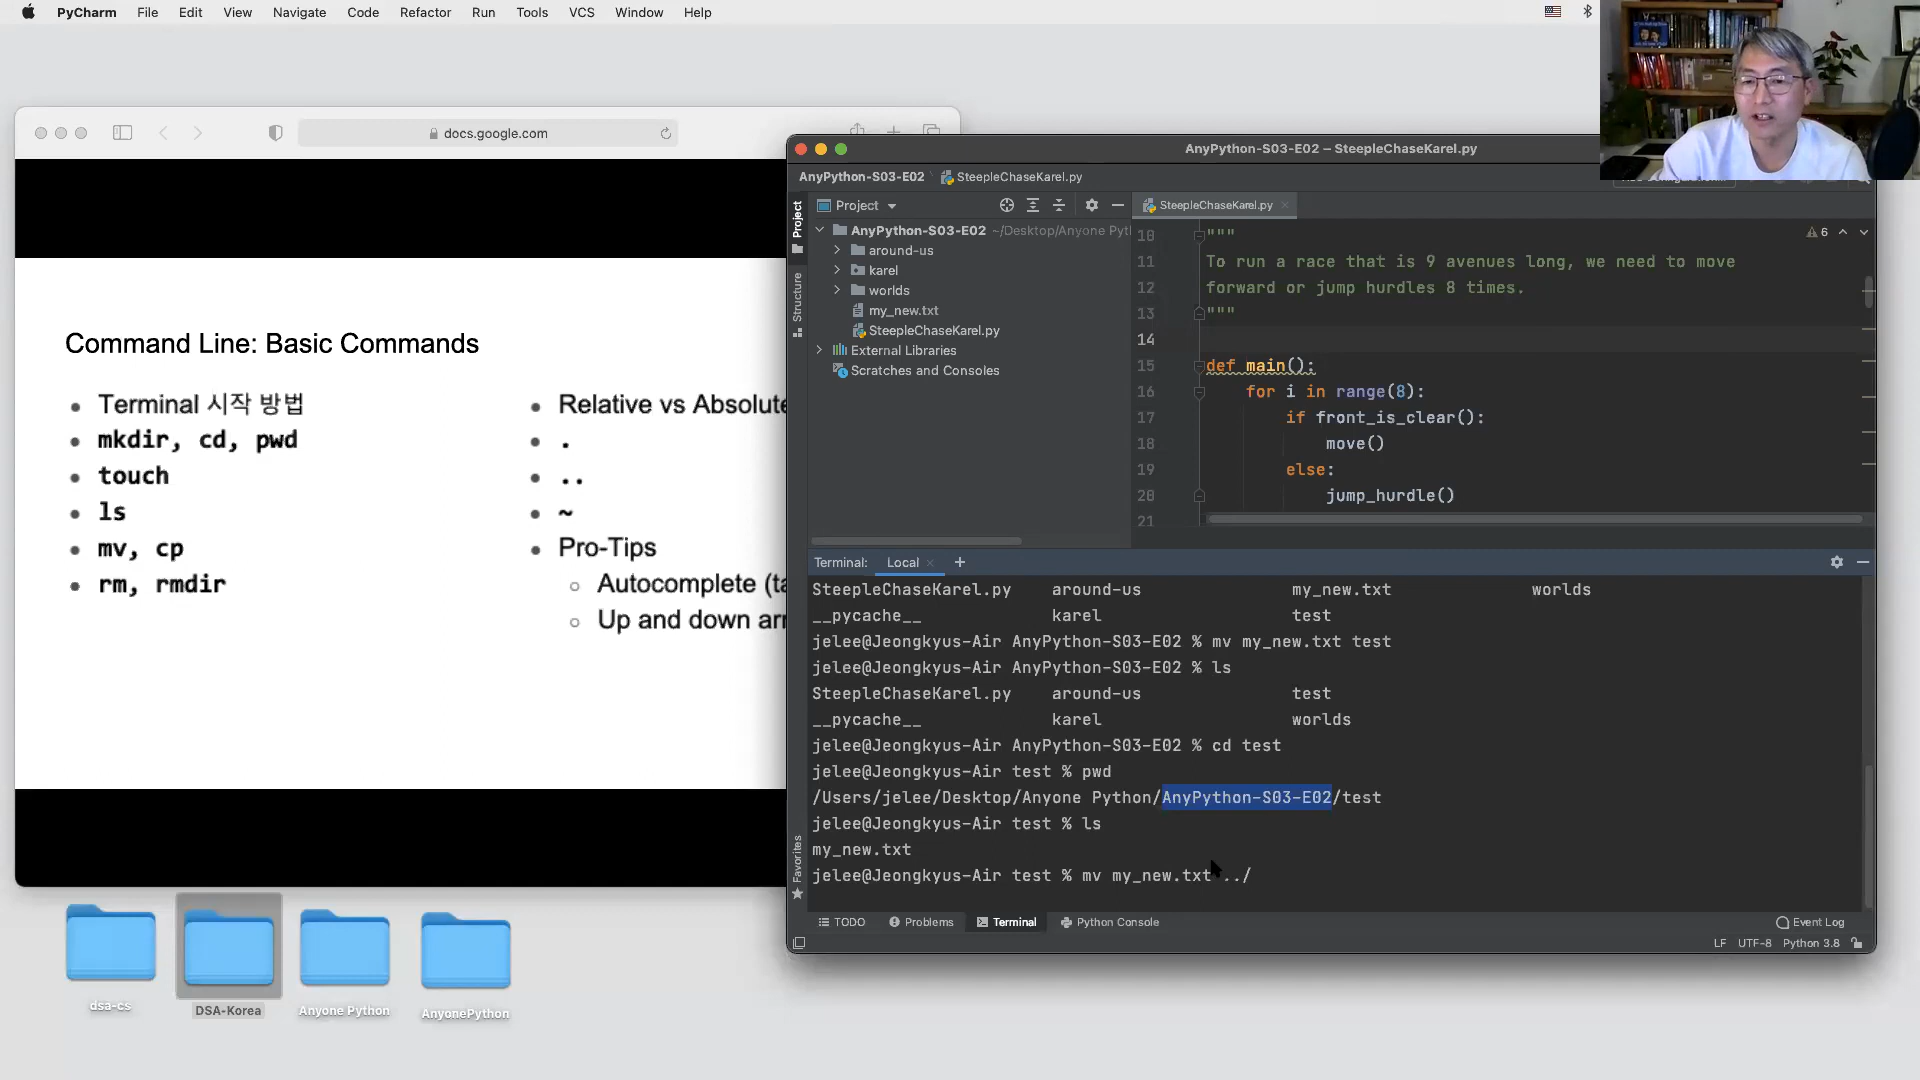 PyCharm File Edit View Navigate Code Refactor Run Tools VCS Window Help
docs.google.com
Command Line: Basic Commands
Terminal 시작 방법
mkdir, cd, pwd
touch
ls
mv, cp
rm, rmdir
Relative vs Absolute
.
..
~
Pro-Tips
Autocomplete (ta
Up and down arr
AnyPython-S03-E02 – SteepleChaseKarel.py
AnyPython-S03-E02 SteepleChaseKarel.py
Project
Structure
Favorites
Project
AnyPython-S03-E02 ~/Desktop/Anyone Pyt
around-us
karel
worlds
my_new.txt
SteepleChaseKarel.py
External Libraries
Scratches and Consoles
SteepleChaseKarel.py
6
10 """
11 To run a race that is 9 avenues long, we need to move
12 forward or jump hurdles 8 times.
13 """
14
15 def main():
16 for i in range(8):
17 if front_is_clear():
18 move()
19 else:
20 jump_hurdle()
21
Terminal: Local
SteepleChaseKarel.py around-us my_new.txt worlds
__pycache__ karel test
jelee@Jeongkyus-Air AnyPython-S03-E02 % mv my_new.txt test
jelee@Jeongkyus-Air AnyPython-S03-E02 % ls
SteepleChaseKarel.py around-us test
__pycache__ karel worlds
jelee@Jeongkyus-Air AnyPython-S03-E02 % cd test
jelee@Jeongkyus-Air test % pwd
/Users/jelee/Desktop/Anyone Python/AnyPython-S03-E02/test
jelee@Jeongkyus-Air test % ls
my_new.txt
jelee@Jeongkyus-Air test % mv my_new.txt ../
TODO Problems Terminal Python Console Event Log
LF UTF-8 Python 3.8
dsa-cs
DSA-Korea
Anyone Python
AnyonePython